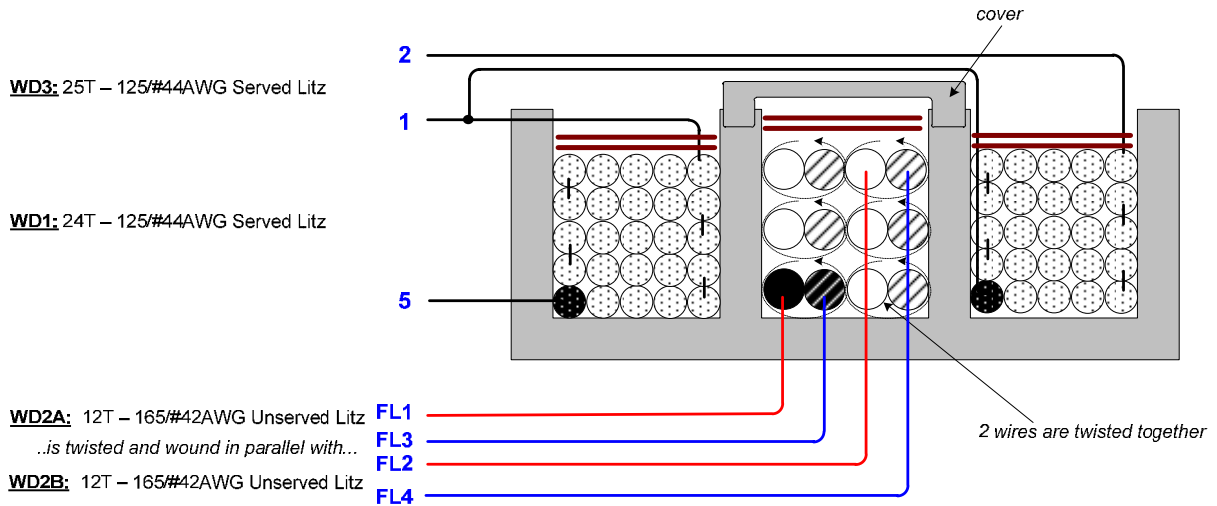 cover
2
WD3: 25T – 125/#44AWG Served Litz
1
WD1: 24T – 125/#44AWG Served Litz
5
WD2A: 12T – 165/#42AWG Unserved Litz
FL1
..is twisted and wound in parallel with...
FL3
FL2
WD2B: 12T – 165/#42AWG Unserved Litz
FL4
2 wires are twisted together